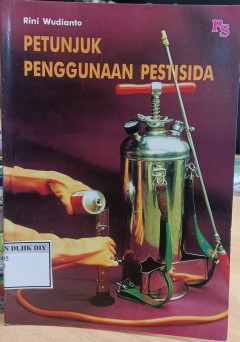 Rini Wudianto
PS
PETUNJUK
PENGGUNAAN PESTISIDA
N DLHK DIY